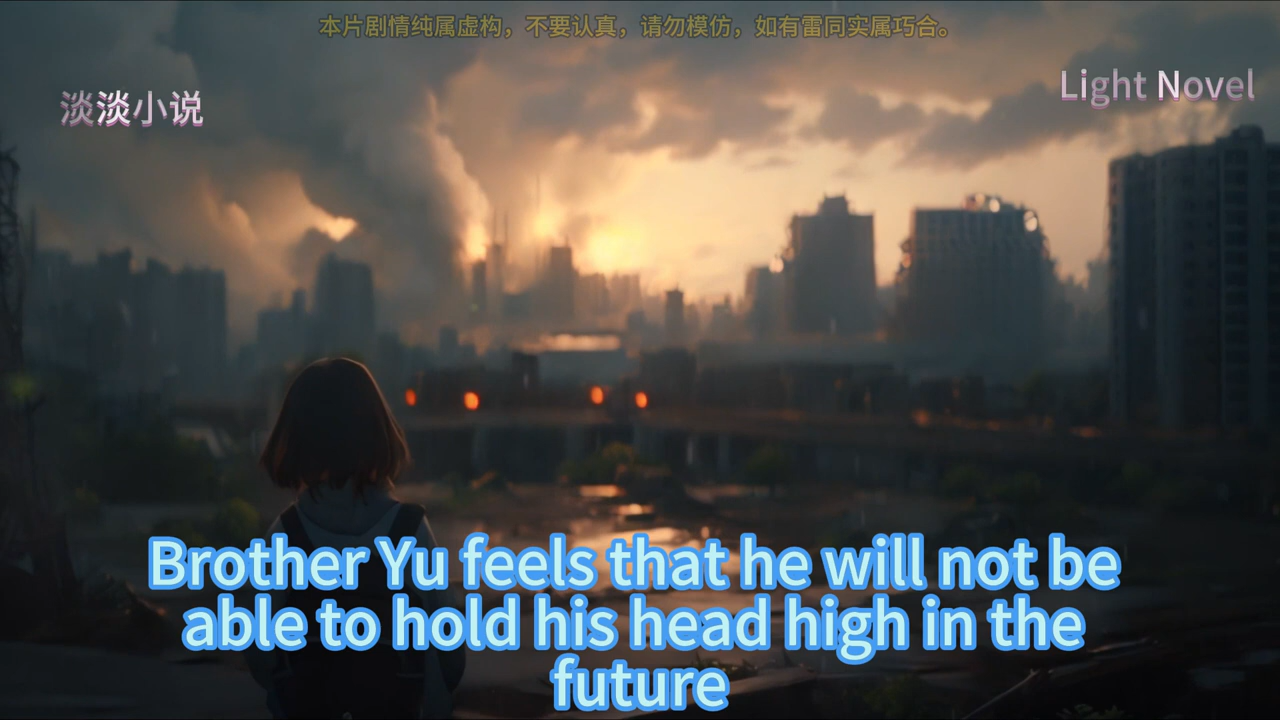 本片剧情纯属虚构，不要认真，请勿模仿，如有雷同实属巧合。
Light Novel
淡淡小说
Brother Yu feels that he will not be
able to hold his head high in the
future